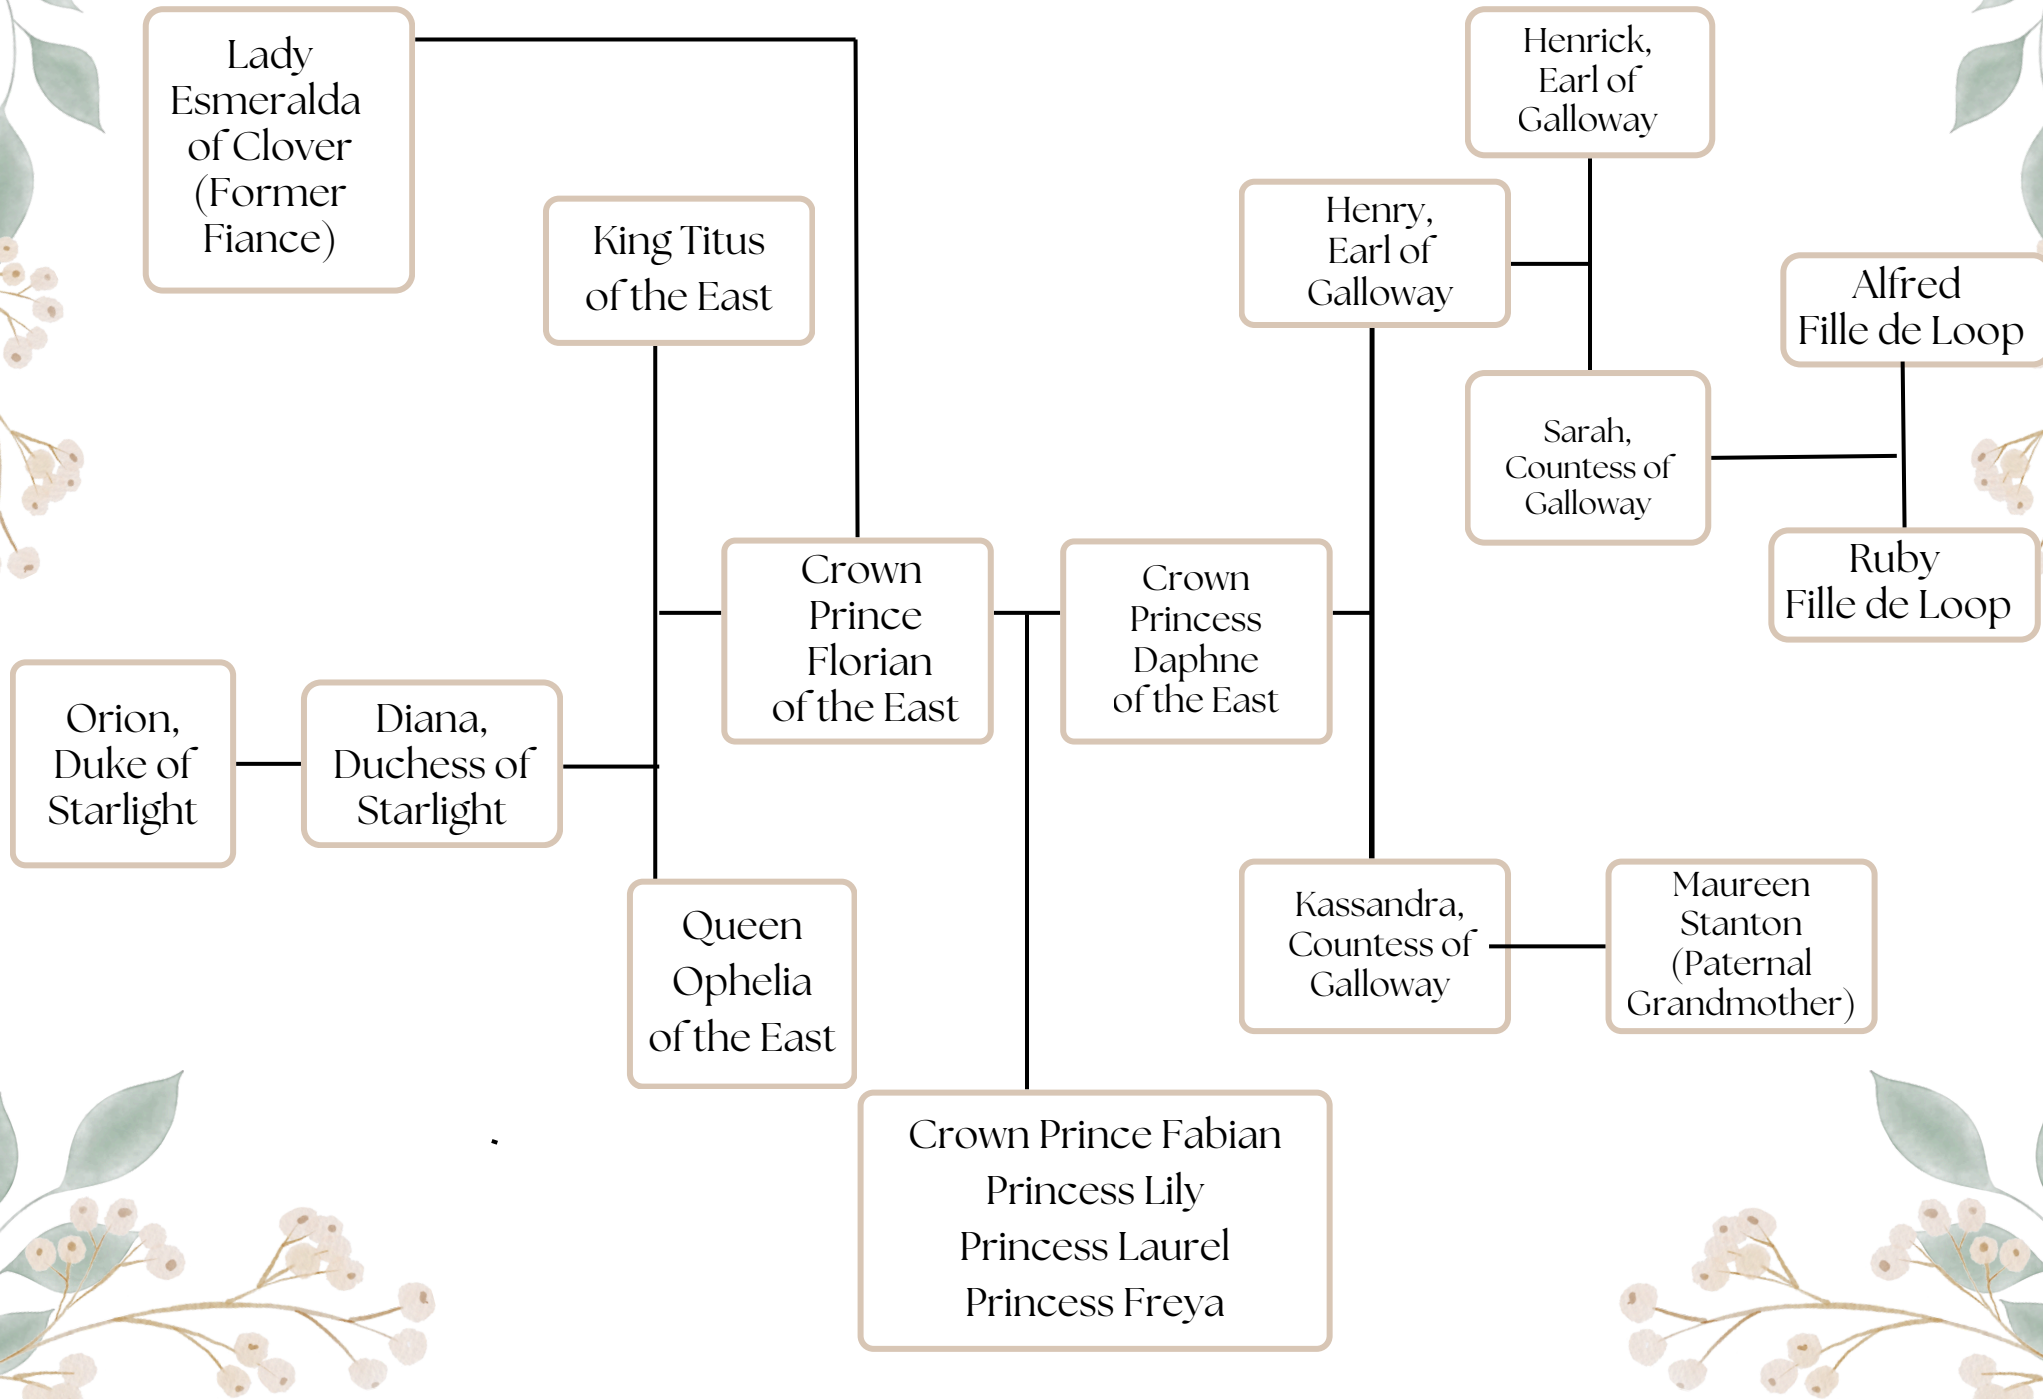 Lady
Esmeralda
of Clover
(Former
Fiance)
Henrick,
Earl of
Galloway
King Titus
of the East
Henry,
Earl of
Galloway
Alfred
Fille de Loop
Sarah,
Countess of
Galloway
Ruby
Fille de Loop
Crown
Prince
Florian
of the East
Crown
Princess
Daphne
of the East
Orion,
Duke of
Starlight
Diana,
Duchess of
Starlight
Queen
Ophelia
of the East
Kassandra,
Countess of
Galloway
Maureen
Stanton
(Paternal
Grandmother)
Crown Prince Fabian
Princess Lily
Princess Laurel
Princess Freya